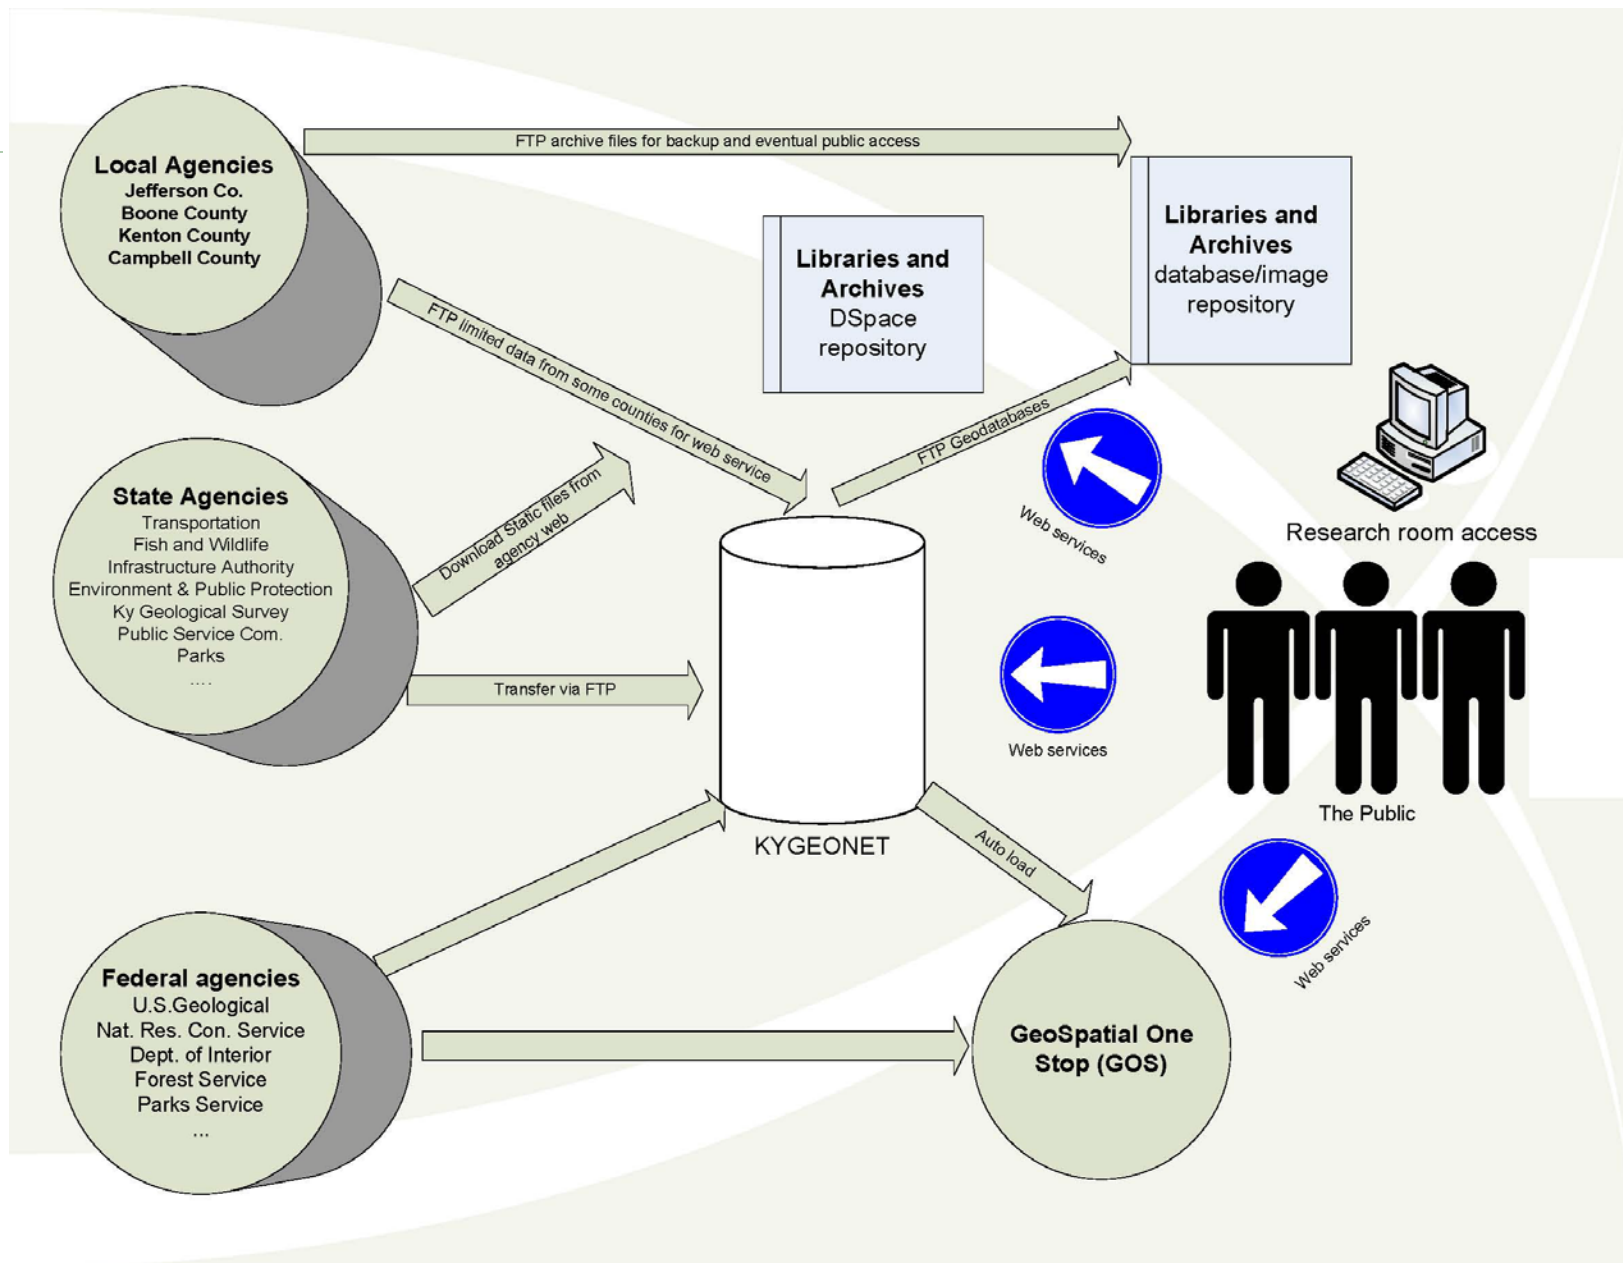 Local Agencies
Jefferson Co.
Boone County
Kenton County
Campbell County
FTP archive files for backup and eventual public access
Libraries and
Archives
database/image
repository
Libraries and
Archives
DSpace
repository
FTP limited data from some counties for web service
FTP Geodatabases
Web services
Research room access
State Agencies
Transportation
Fish and Wildlife
Infrastructure Authority
Environment & Public Protection
Ky Geological Survey
Public Service Com.
Parks
....
Download Static files from
agency web
Transfer via FTP
Web services
The Public
KYGEONET
Auto load
Web services
Federal agencies
U.S.Geological
Nat. Res. Con. Service
Dept. of Interior
Forest Service
Parks Service
...
GeoSpatial One
Stop (GOS)